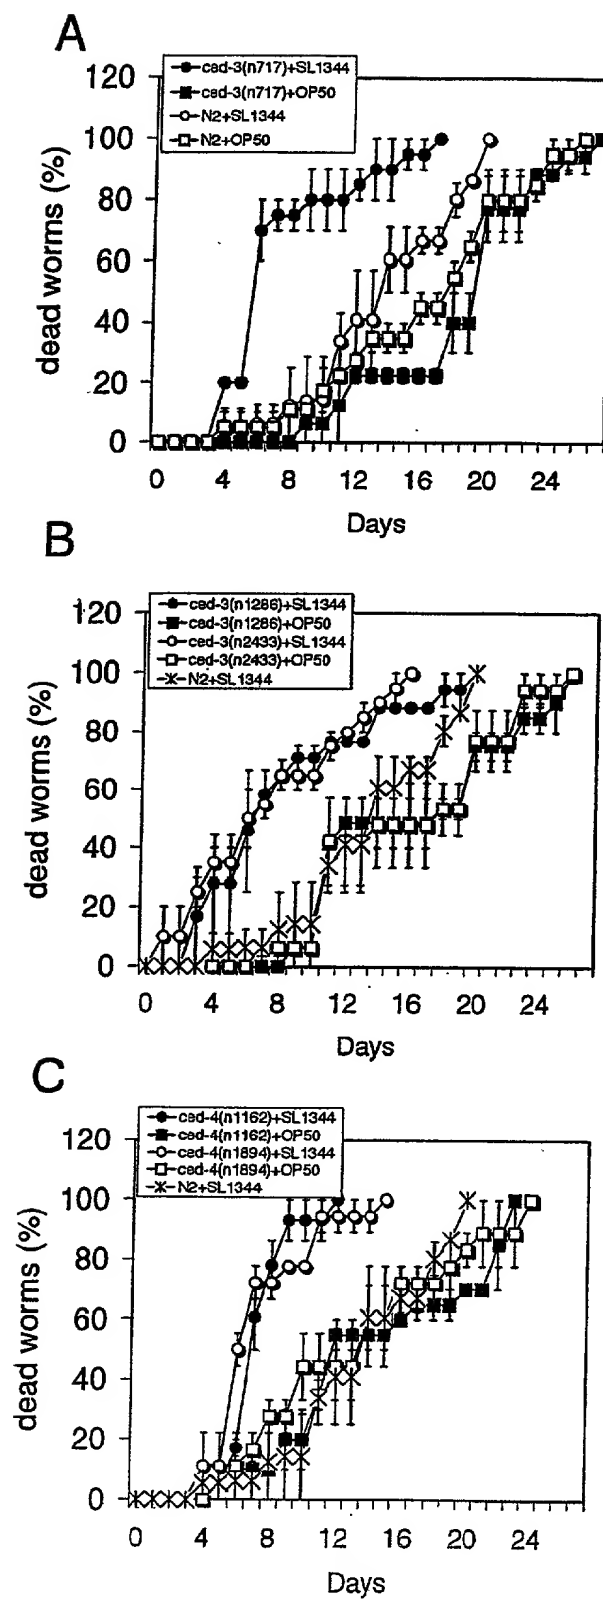 A
ced-3(n717)+SL1344
ced-3(n717)+OP50
N2+SL1344
N2+OP50
120
100
80
60
40
20
0
dead worms (%)
0 4 8 12 16 20 24
Days
B
ced-3(n1286)+SL1344
ced-3(n1286)+OP50
ced-3(n2433)+SL1344
ced-3(n2433)+OP50
N2+SL1344
120
100
80
60
40
20
0
dead worms (%)
0 4 8 12 16 20 24
Days
C
ced-4(n1162)+SL1344
ced-4(n1162)+OP50
ced-4(n1894)+SL1344
ced-4(n1894)+OP50
N2+SL1344
120
100
80
60
40
20
0
dead worms (%)
0 4 8 12 16 20 24
Days